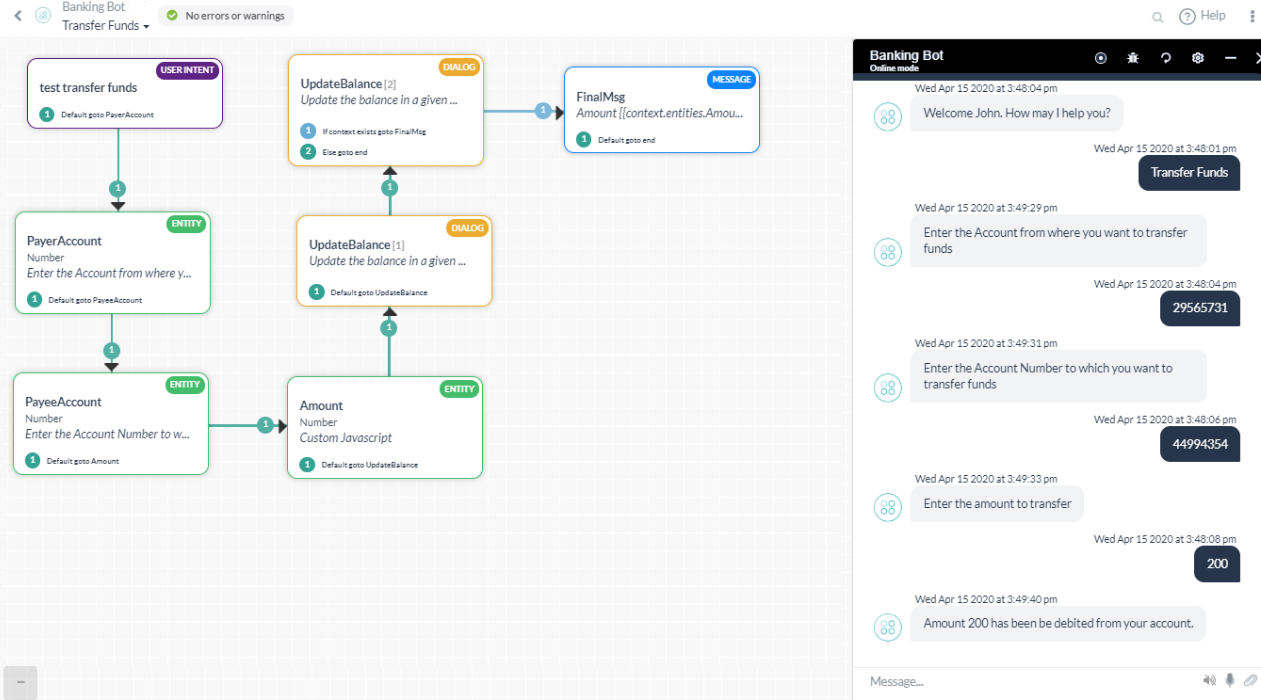 Banking Bot
Transfer Funds
No errors or warnings
Help
USER INTENT
test transfer funds
1 Default goto PayerAccount
1
ENTITY
PayerAccount
Number
Enter the Account from where y...
1 Default goto PayeeAccount
1
ENTITY
PayeeAccount
Number
Enter the Account Number to w...
1 Default goto Amount
1
ENTITY
Amount
Number
Custom Javascript
1 Default goto UpdateBalance
1
DIALOG
UpdateBalance [1]
Update the balance in a given ...
1 Default goto UpdateBalance
1
DIALOG
UpdateBalance [2]
Update the balance in a given ...
1 If context exists goto FinalMsg
2 Else goto end
1
MESSAGE
FinalMsg
Amount [{context.entities.Amou...
1 Default goto end
Banking Bot
Online mode
Wed Apr 15 2020 at 3:48:04 pm
Welcome John. How may I help you?
Wed Apr 15 2020 at 3:48:01 pm
Transfer Funds
Wed Apr 15 2020 at 3:49:29 pm
Enter the Account from where you want to transfer
funds
Wed Apr 15 2020 at 3:48:04 pm
29565731
Wed Apr 15 2020 at 3:49:31 pm
Enter the Account Number to which you want to
transfer funds
Wed Apr 15 2020 at 3:48:06 pm
44994354
Wed Apr 15 2020 at 3:49:33 pm
Enter the amount to transfer
Wed Apr 15 2020 at 3:48:08 pm
200
Wed Apr 15 2020 at 3:49:40 pm
Amount 200 has been be debited from your account.
Message...